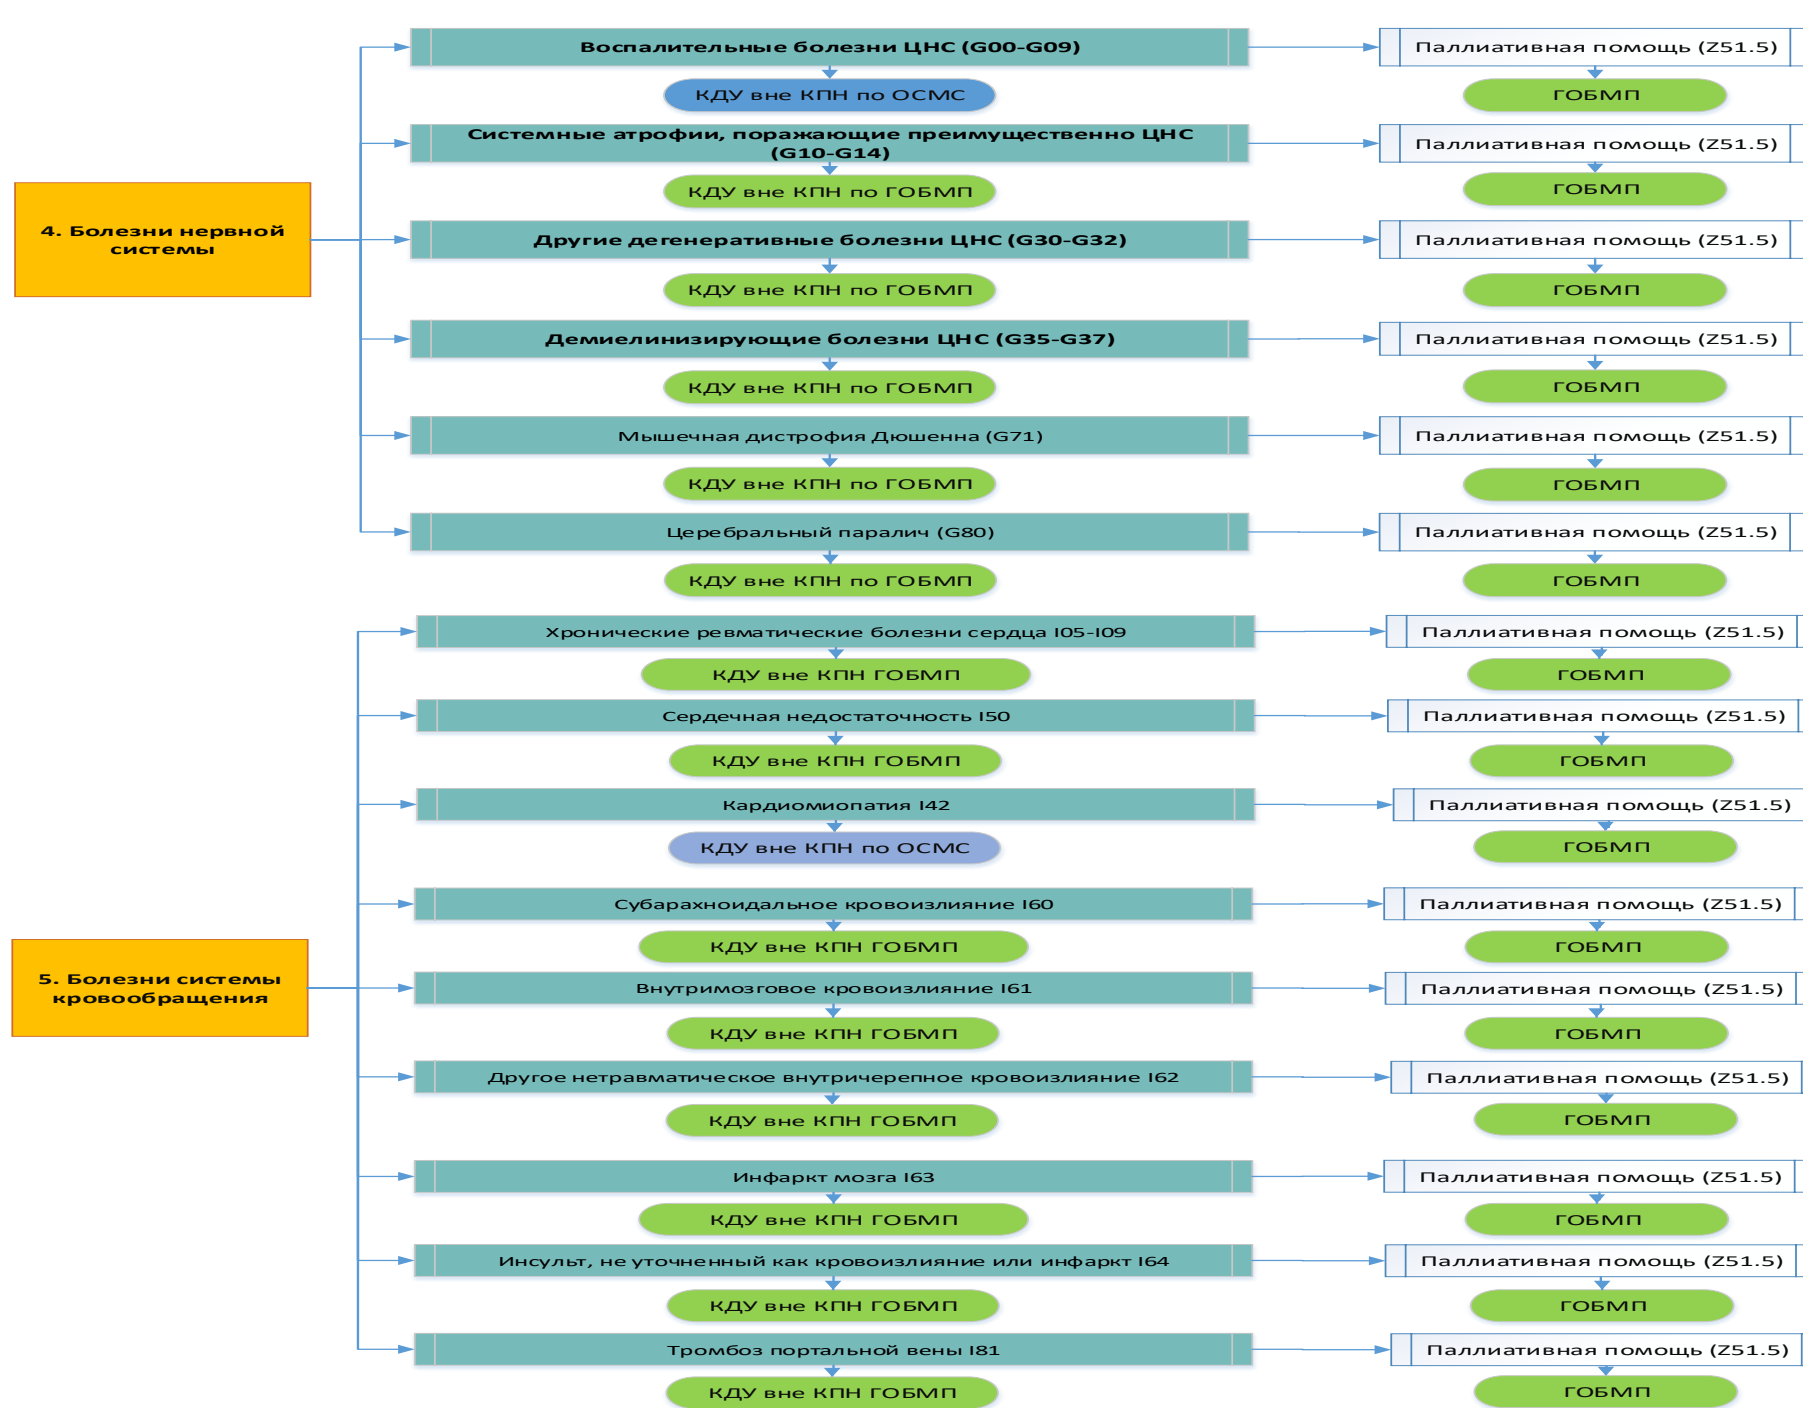 4. Болезни нервной
системы
Воспалительные болезни ЦНС (G00-G09)
Паллиативная помощь (Z51.5)
КДУ вне КПН по ОСМС
ГОБМП
Системные атрофии, поражающие преимущественно ЦНС
(G10-G14)
Паллиативная помощь (Z51.5)
КДУ вне КПН по ГОБМП
ГОБМП
Другие дегенеративные болезни ЦНС (G30-G32)
Паллиативная помощь (Z51.5)
КДУ вне КПН по ГОБМП
ГОБМП
Демиелинизирующие болезни ЦНС (G35-G37)
Паллиативная помощь (Z51.5)
КДУ вне КПН по ГОБМП
ГОБМП
Мышечная дистрофия Дюшенна (G71)
Паллиативная помощь (Z51.5)
КДУ вне КПН по ГОБМП
ГОБМП
Церебральный паралич (G80)
Паллиативная помощь (Z51.5)
КДУ вне КПН по ГОБМП
ГОБМП
5. Болезни системы
кровообращения
Хронические ревматические болезни сердца I05-I09
Паллиативная помощь (Z51.5)
КДУ вне КПН ГОБМП
ГОБМП
Сердечная недостаточность I50
Паллиативная помощь (Z51.5)
КДУ вне КПН ГОБМП
ГОБМП
Кардиомиопатия I42
Паллиативная помощь (Z51.5)
КДУ вне КПН по ОСМС
ГОБМП
Субарахноидальное кровоизлияние I60
Паллиативная помощь (Z51.5)
КДУ вне КПН ГОБМП
ГОБМП
Внутримозговое кровоизлияние I61
Паллиативная помощь (Z51.5)
КДУ вне КПН ГОБМП
ГОБМП
Другое нетравматическое внутричерепное кровоизлияние I62
Паллиативная помощь (Z51.5)
КДУ вне КПН ГОБМП
ГОБМП
Инфаркт мозга I63
Паллиативная помощь (Z51.5)
КДУ вне КПН ГОБМП
ГОБМП
Инсульт, не уточненный как кровоизлияние или инфаркт I64
Паллиативная помощь (Z51.5)
КДУ вне КПН ГОБМП
ГОБМП
Тромбоз портальной вены I81
Паллиативная помощь (Z51.5)
КДУ вне КПН ГОБМП
ГОБМП